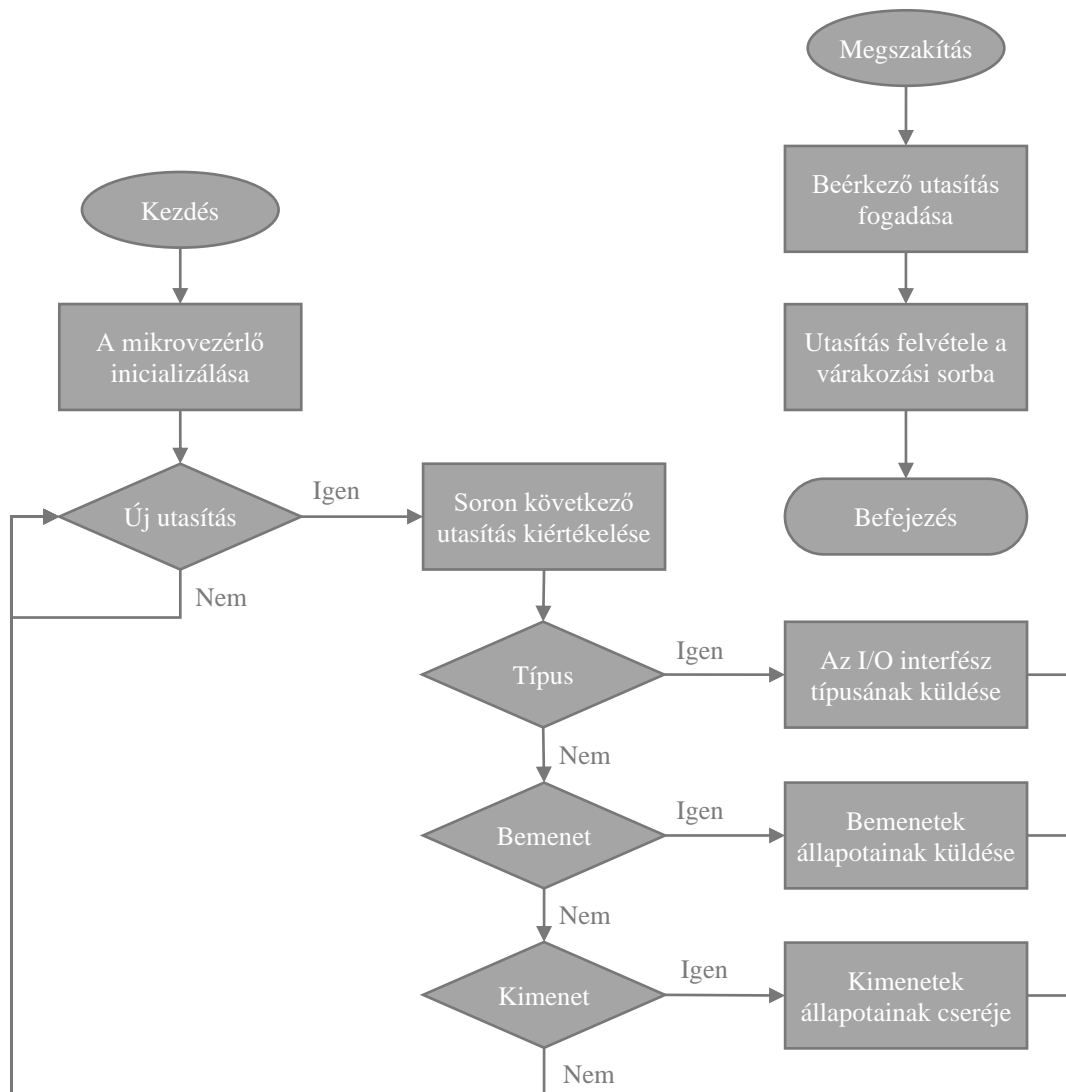 Megszakítás
Beérkező utasítás
fogadása
Utasítás felvétele a
várakozási sorba
Befejezés
Kezdés
A mikrovezérlő
inicializálása
Új utasítás
Igen
Nem
Soron következő
utasítás kiértékelése
Típus
Igen
Az I/O interfész
típusának küldése
Nem
Bemenet
Igen
Bemenetek
állapotainak küldése
Nem
Kimenet
Igen
Kimenetek
állapotainak cseréje
Nem